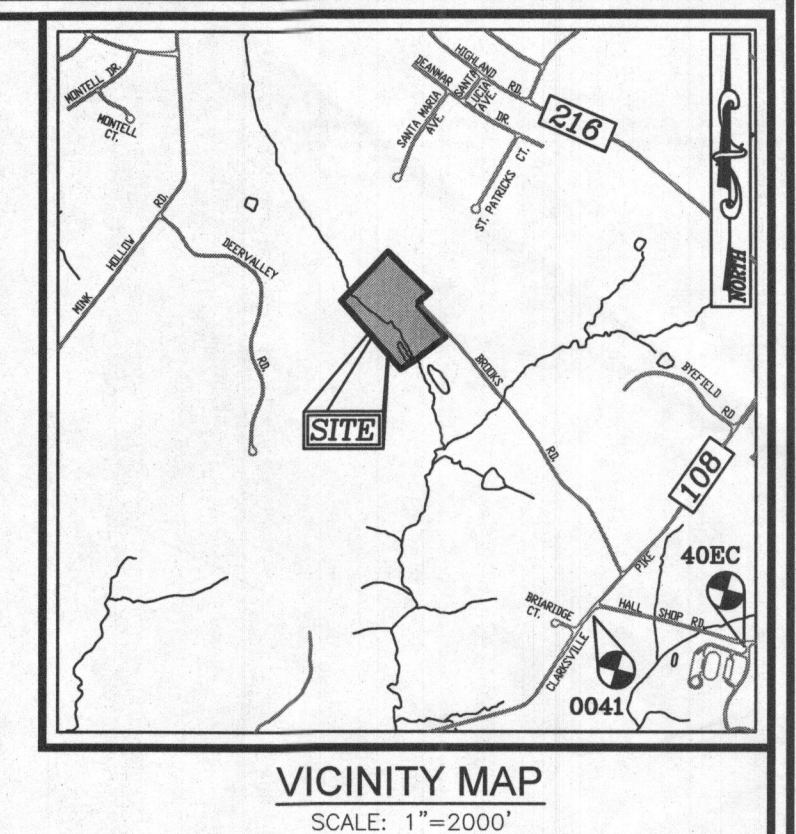 MONTELL DR.
MONTELL
CT.
HIGHLAND
RD.
DEANMAR
DR.
SANTA
LUCIA
AVE.
SANTA MARIA
AVE.
216
ST. PATRICKS CT.
NORTH
MINK HOLLOW RD.
DEERVALLEY
RD.
SITE
BROOKS
RD.
BYEFIELD
RD
108
40EC
PIKE
BRIARIDGE
CT.
HALL SHOP RD.
CLARKSVILLE
0041
VICINITY MAP
SCALE: 1"=2000'